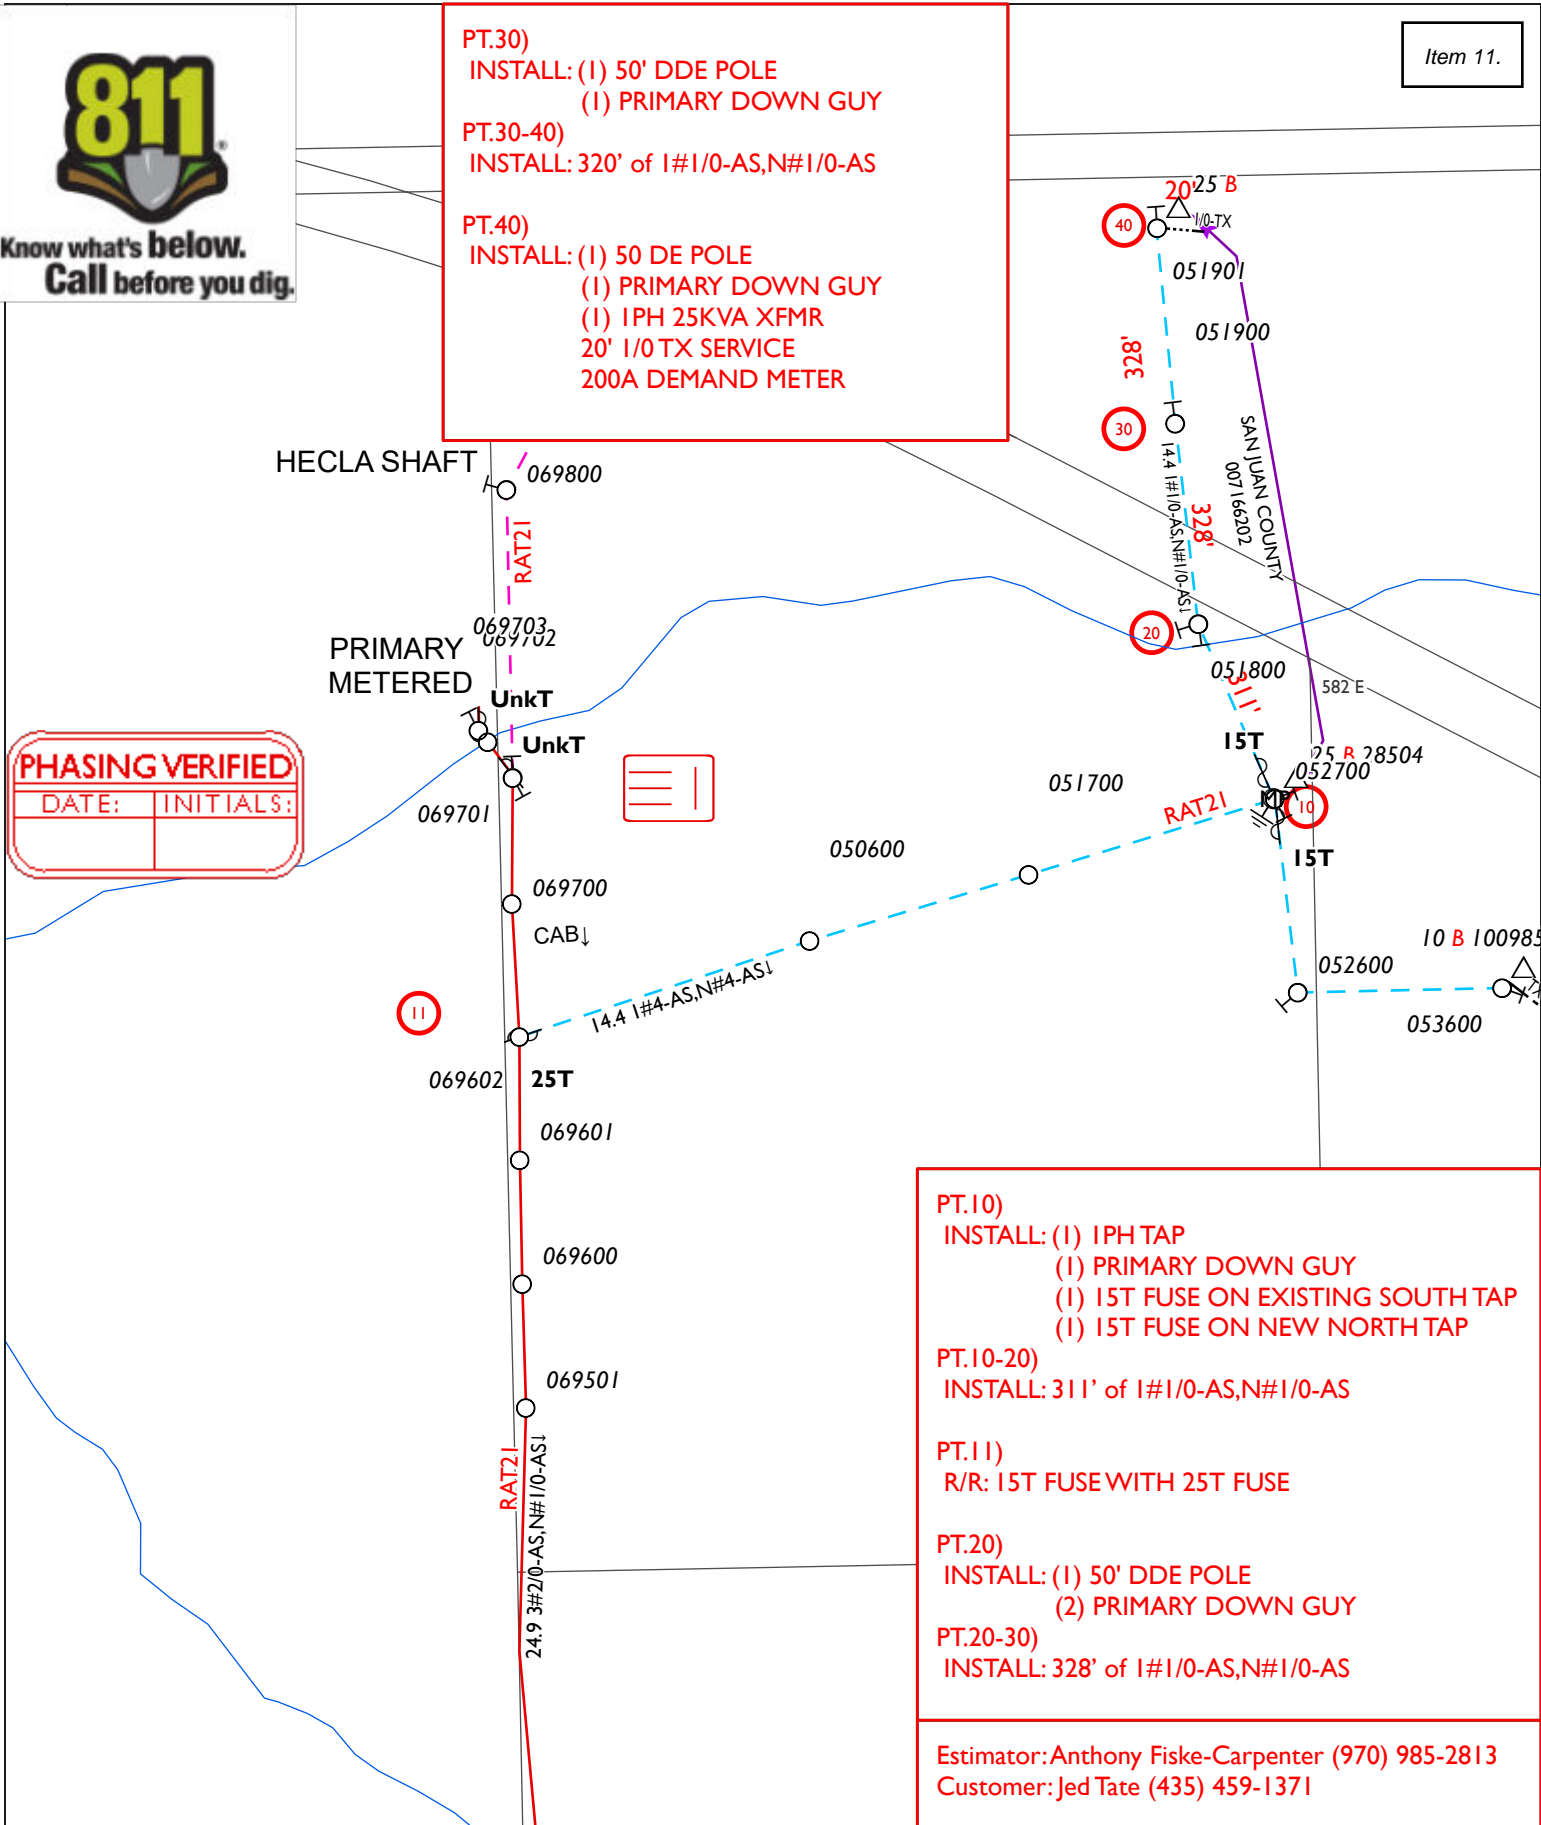 811
Know what's below.
Call before you dig.
PT.30)
INSTALL: (1) 50' DDE POLE
(1) PRIMARY DOWN GUY
PT.30-40)
INSTALL: 320' of 1#1/0-AS,N#1/0-AS
PT.40)
INSTALL: (1) 50 DE POLE
(1) PRIMARY DOWN GUY
(1) 1PH 25KVA XFMR
20' 1/0 TX SERVICE
200A DEMAND METER
Item 11.
20'
25 B
40
1/0-TX
051901
051900
328'
30
SAN JUAN COUNTY
007166202
14.4 1#1/0-AS,N#1/0-AS↓
328'
20
051800
311'
582 E
HECLA SHAFT
069800
RAT21
069703
069702
PRIMARY
METERED
UnkT
UnkT
PHASING VERIFIED
DATE: INITIALS:
069701
15T
25 B 28504
052700
051700
RAT21
10
15T
050600
069700
CAB↓
10 B 100985
052600
11
14.4 1#4-AS,N#4-AS↓
053600
069602
25T
069601
069600
069501
RAT21
24.9 3#2/0-AS,N#1/0-AS↓
PT.10)
INSTALL: (1) 1PH TAP
(1) PRIMARY DOWN GUY
(1) 15T FUSE ON EXISTING SOUTH TAP
(1) 15T FUSE ON NEW NORTH TAP
PT.10-20)
INSTALL: 311' of 1#1/0-AS,N#1/0-AS
PT.11)
R/R: 15T FUSE WITH 25T FUSE
PT.20)
INSTALL: (1) 50' DDE POLE
(2) PRIMARY DOWN GUY
PT.20-30)
INSTALL: 328' of 1#1/0-AS,N#1/0-AS
Estimator: Anthony Fiske-Carpenter (970) 985-2813
Customer: Jed Tate (435) 459-1371